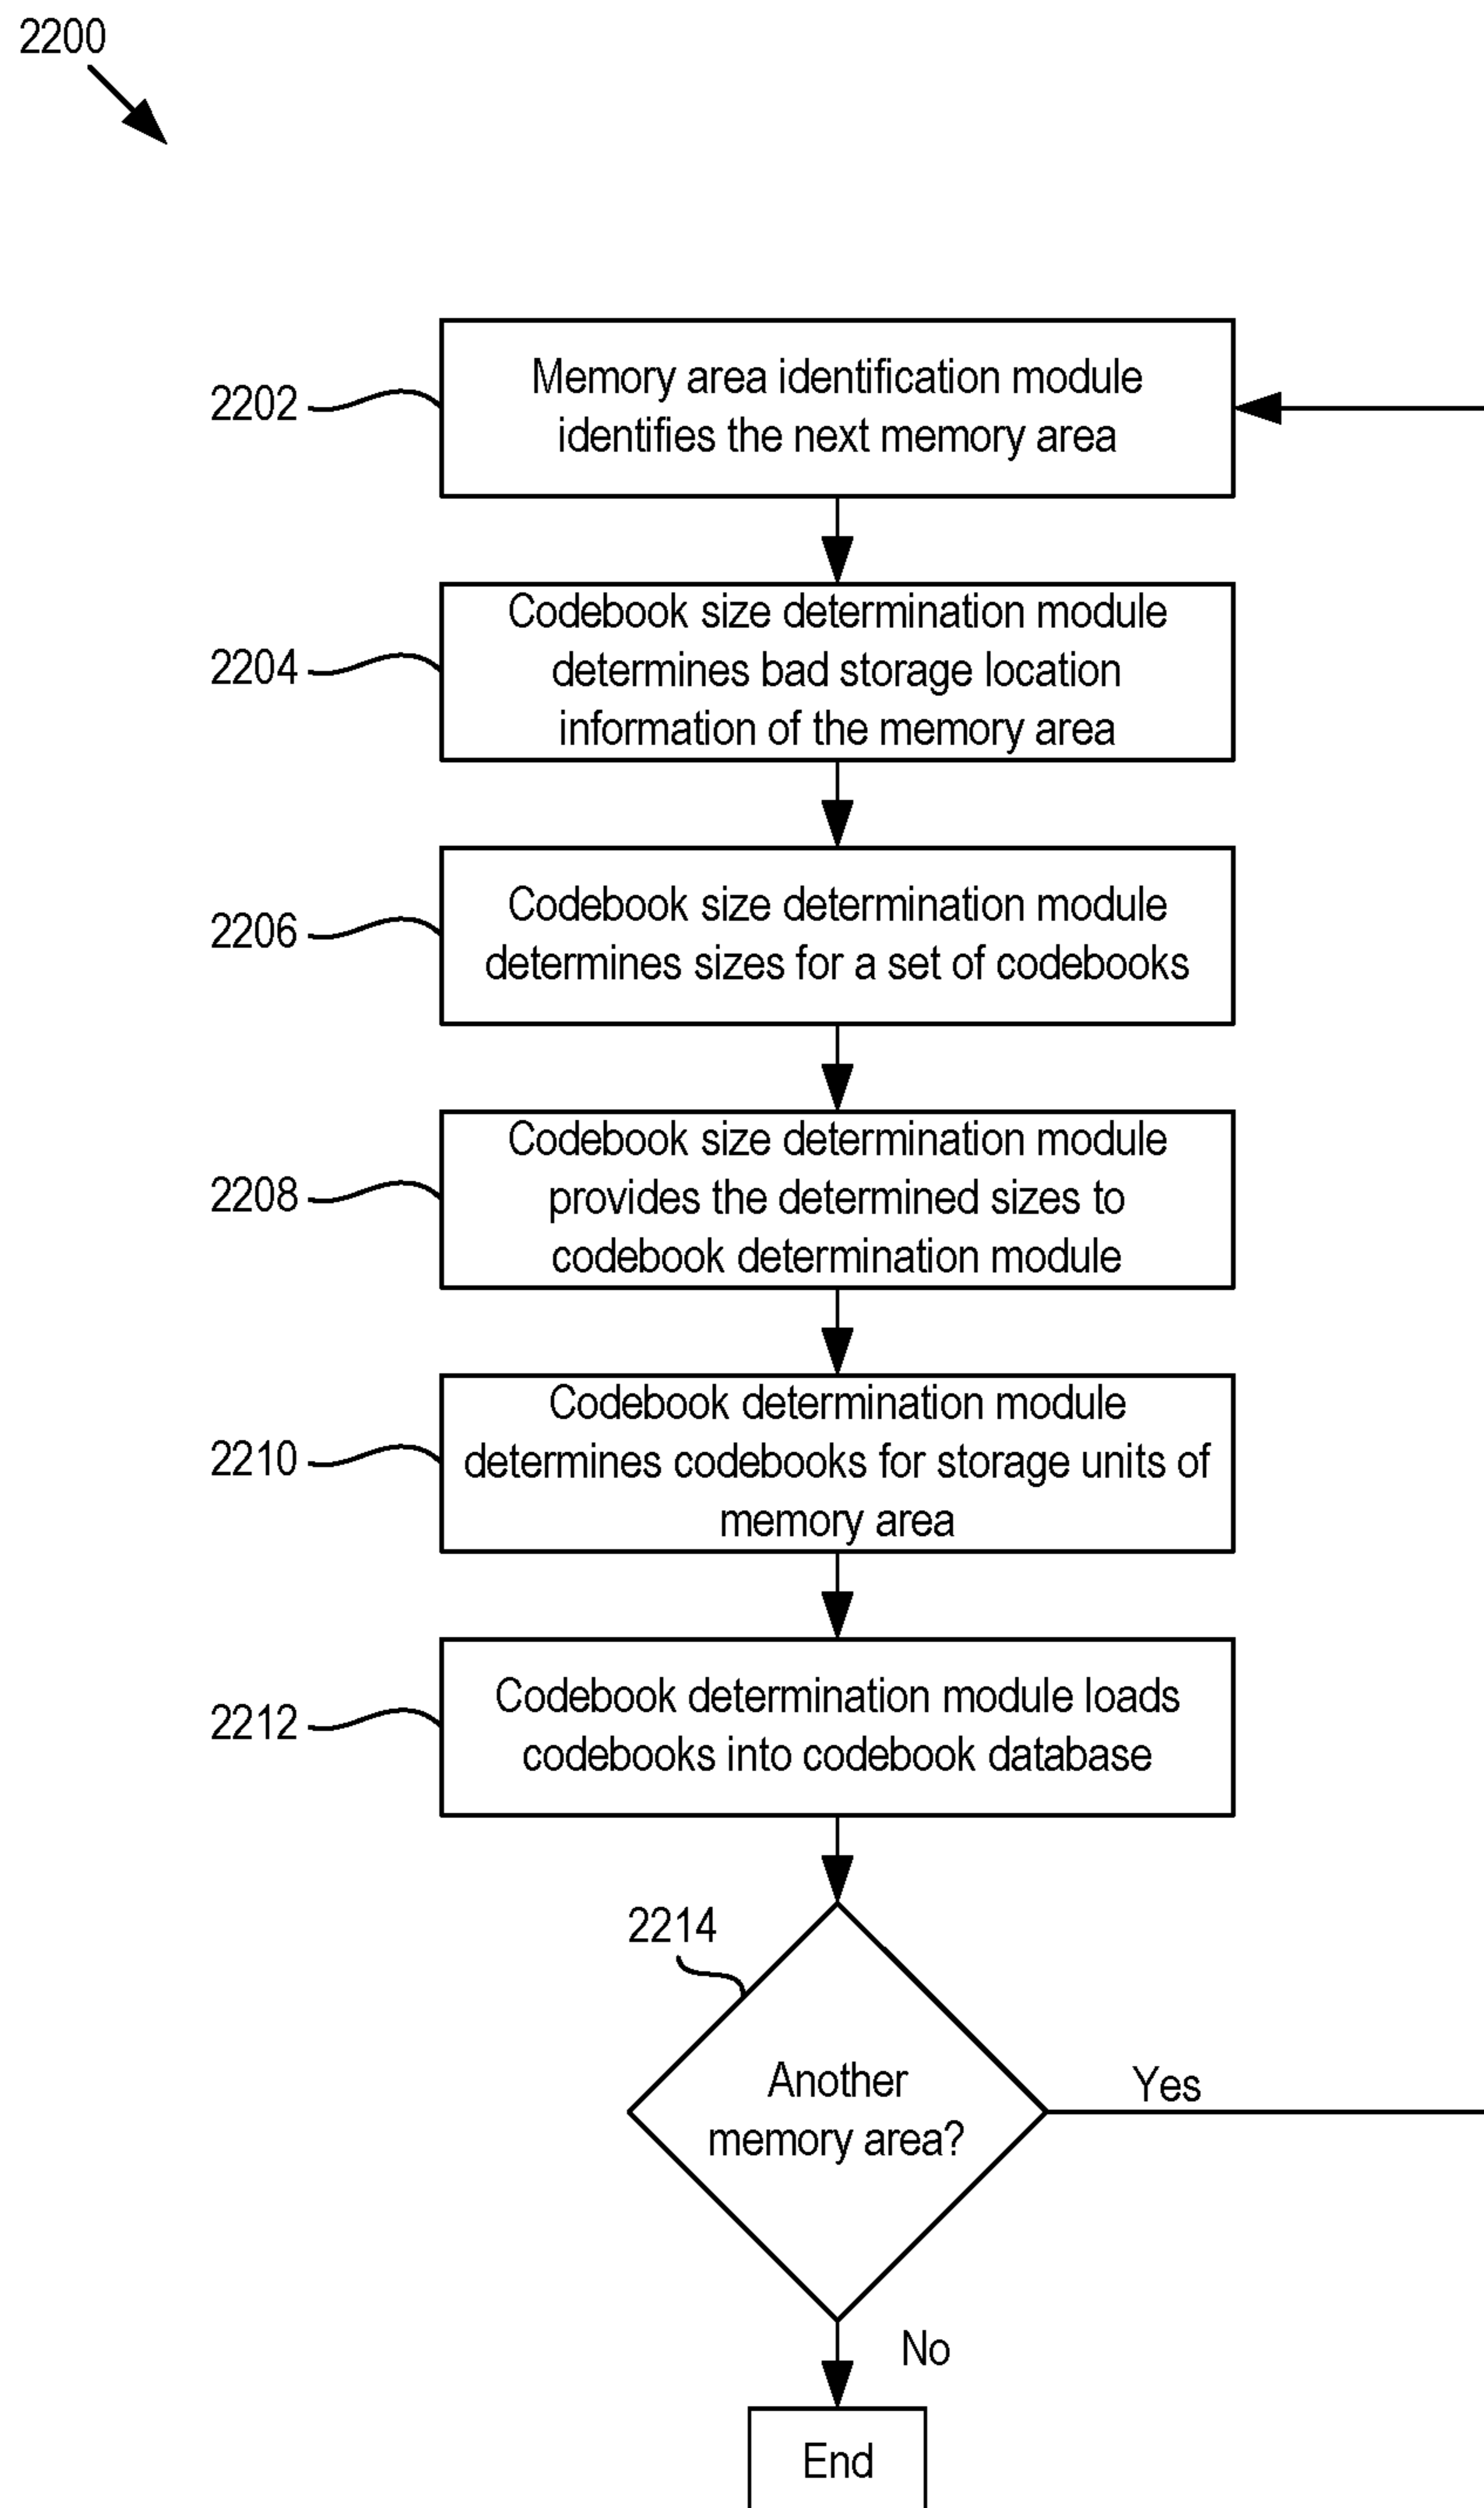 2200
2202
Memory area identification module
identifies the next memory area
2204
Codebook size determination module
determines bad storage location
information of the memory area
2206
Codebook size determination module
determines sizes for a set of codebooks
2208
Codebook size determination module
provides the determined sizes to
codebook determination module
2210
Codebook determination module
determines codebooks for storage units of
memory area
2212
Codebook determination module loads
codebooks into codebook database
2214
Another
memory area?
Yes
No
End